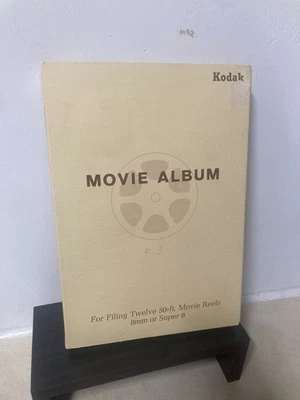 Kodak
MOVIE ALBUM
For Filing Twelve 50-ft. Movie Reels
8mm or Super 8